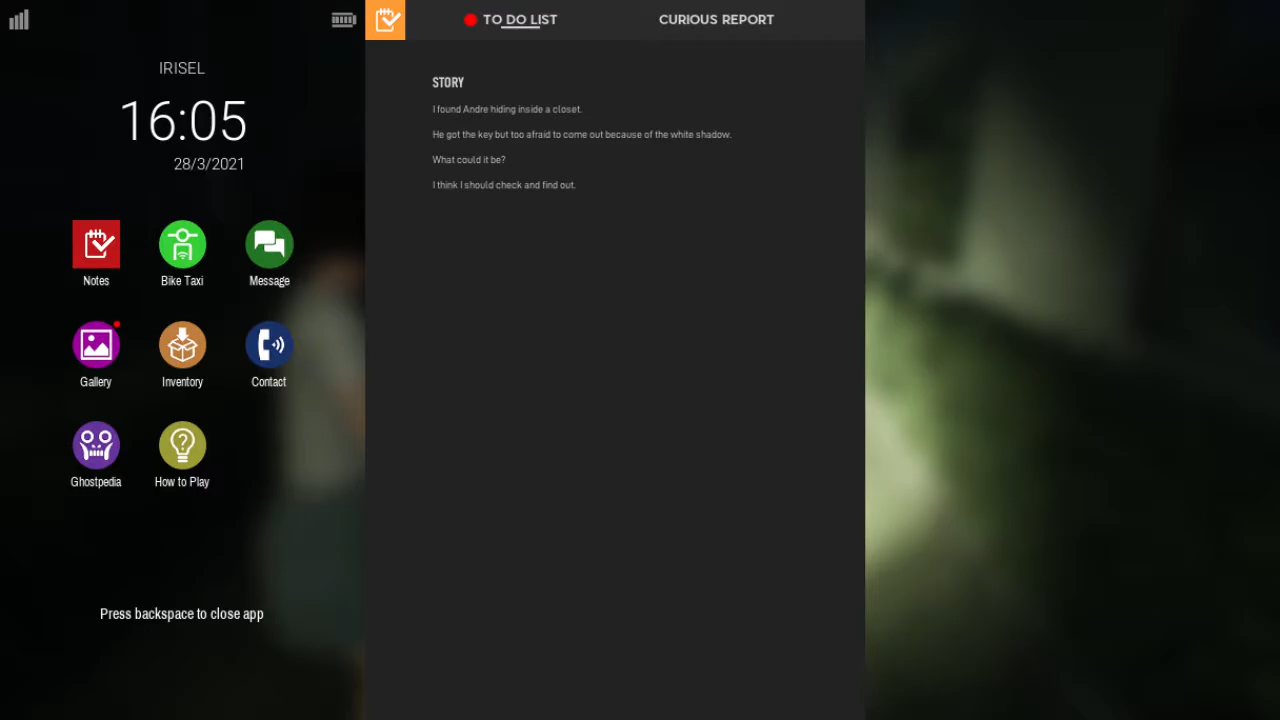 IRISEL
16:05
28/3/2021
Notes
Bike Taxi
Message
Gallery
Inventory
Contact
Ghostpedia
How to Play
Press backspace to close app
TO DO LIST
CURIOUS REPORT
STORY
I found Andre hiding inside a closet.
He got the key but too afraid to come out because of the white shadow.
What could it be?
I think I should check and find out.